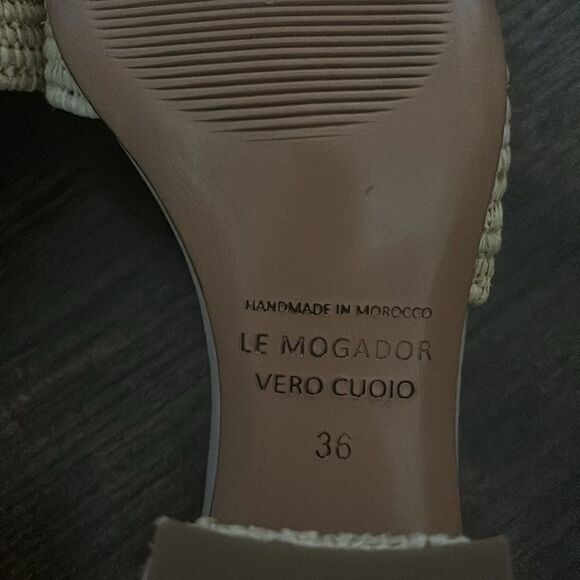 HANDMADE IN MOROCCO
LE MOGADOR
VERO CUOIO
36